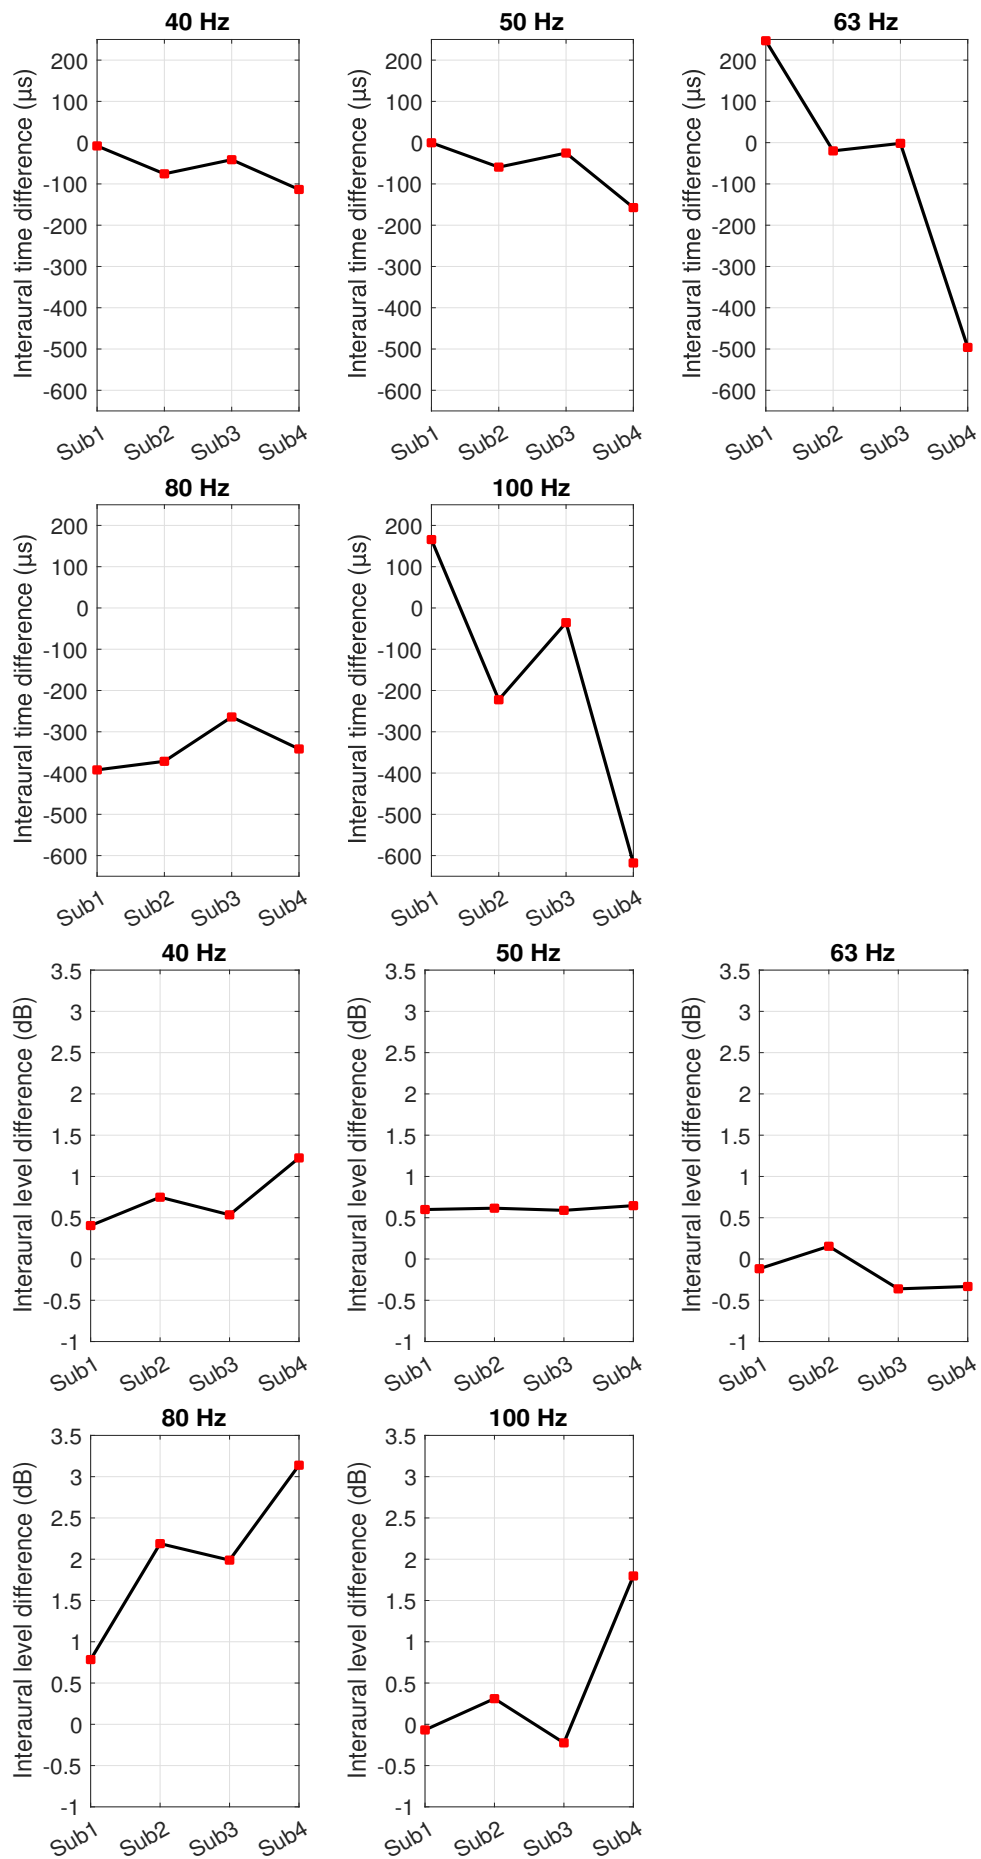 40 Hz
50 Hz
63 Hz
Interaural time difference (µs)
200
100
0
-100
-200
-300
-400
-500
-600
Sub1
Sub2
Sub3
Sub4
Interaural time difference (µs)
200
100
0
-100
-200
-300
-400
-500
-600
Sub1
Sub2
Sub3
Sub4
Interaural time difference (µs)
200
100
0
-100
-200
-300
-400
-500
-600
Sub1
Sub2
Sub3
Sub4
80 Hz
100 Hz
Interaural time difference (µs)
200
100
0
-100
-200
-300
-400
-500
-600
Sub1
Sub2
Sub3
Sub4
Interaural time difference (µs)
200
100
0
-100
-200
-300
-400
-500
-600
Sub1
Sub2
Sub3
Sub4
40 Hz
50 Hz
63 Hz
Interaural level difference (dB)
3.5
3
2.5
2
1.5
1
0.5
0
-0.5
-1
Sub1
Sub2
Sub3
Sub4
Interaural level difference (dB)
3.5
3
2.5
2
1.5
1
0.5
0
-0.5
-1
Sub1
Sub2
Sub3
Sub4
Interaural level difference (dB)
3.5
3
2.5
2
1.5
1
0.5
0
-0.5
-1
Sub1
Sub2
Sub3
Sub4
80 Hz
100 Hz
Interaural level difference (dB)
3.5
3
2.5
2
1.5
1
0.5
0
-0.5
-1
Sub1
Sub2
Sub3
Sub4
Interaural level difference (dB)
3.5
3
2.5
2
1.5
1
0.5
0
-0.5
-1
Sub1
Sub2
Sub3
Sub4